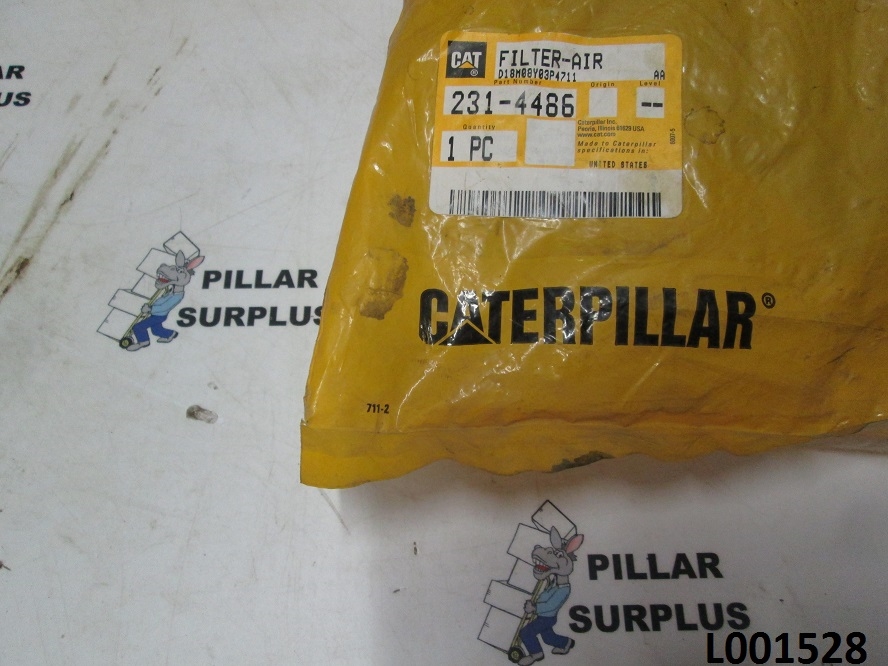 AR
PLUS
CAT
®
FILTER-AIR
D18M08Y03P4711
AA
Part Number
Origin
Level
231-4486
--
Caterpillar Inc.
Peoria, Illinois 61629 USA
www.cat.com
Quantity
1 PC
Made to Caterpillar
specifications in:
UNITED STATES
PILLAR
SURPLUS
CATERPILLAR®
711-2
PILLAR
SURPLUS
L001528